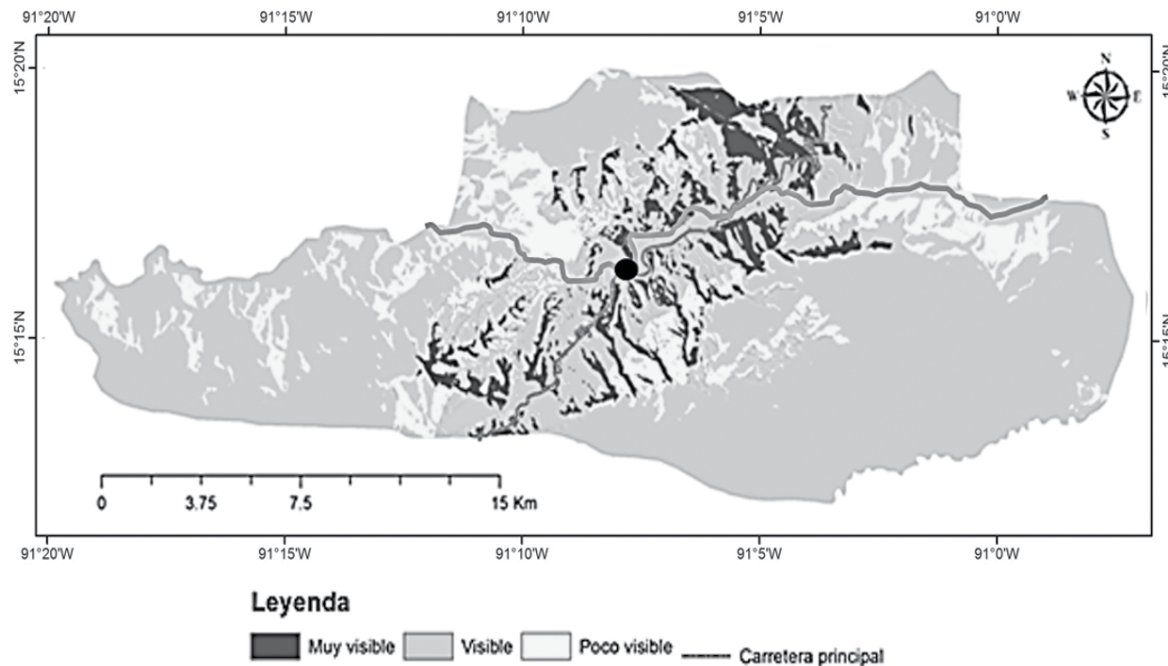 91°20'W 91°15'W 91°10'W 91°5'W 91°0'W
15°20'N
15°20'N
N
W E
S
15°15'N
15°15'N
0 3.75 7.5 15 Km
91°20'W 91°15'W 91°10'W 91°5'W 91°0'W
Leyenda
Muy visible Visible Poco visible Carretera principal